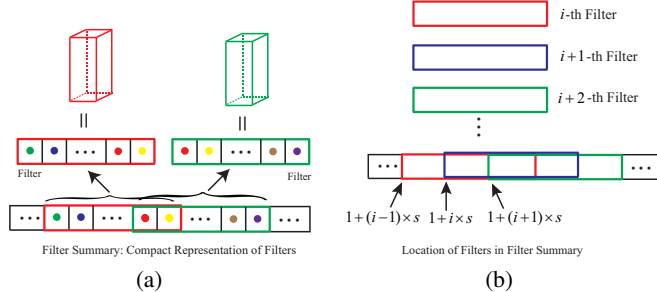 i-th Filter
i+1-th Filter
i+2-th Filter
Filter
Filter
1+(i−1)×s
1+i×s
1+(i+1)×s
Filter Summary: Compact Representation of Filters
Location of Filters in Filter Summary
(a)
(b)